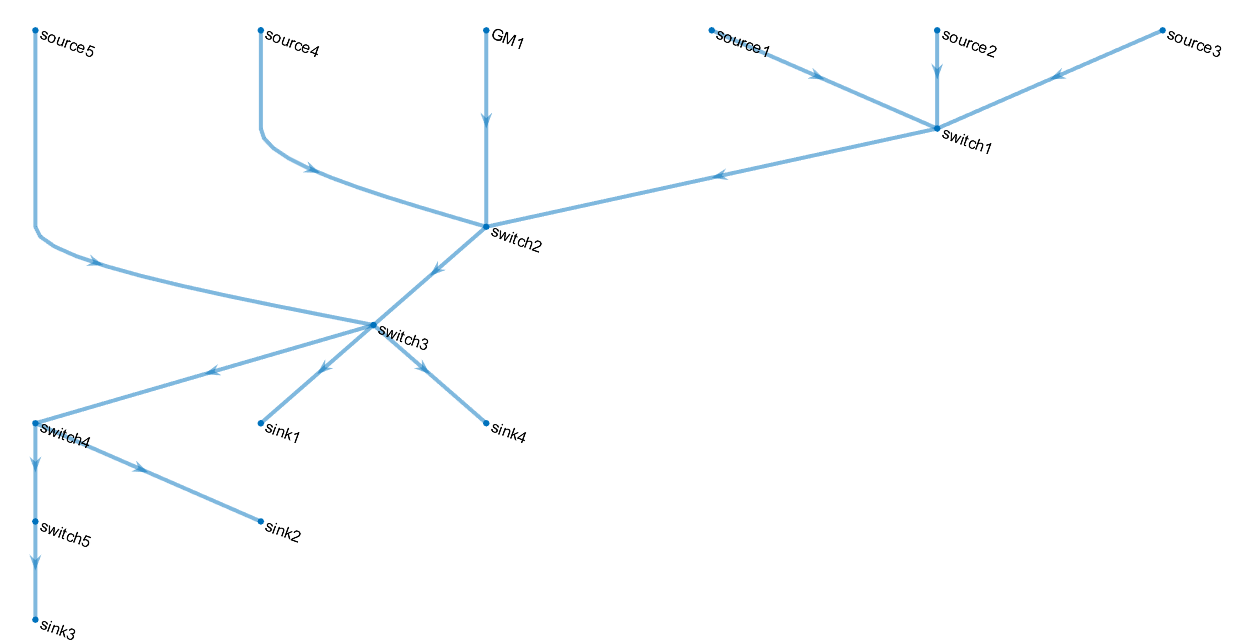 source5
source4
GM1
source1
source2
source3
switch1
switch2
switch3
switch4
sink1
sink4
switch5
sink2
sink3